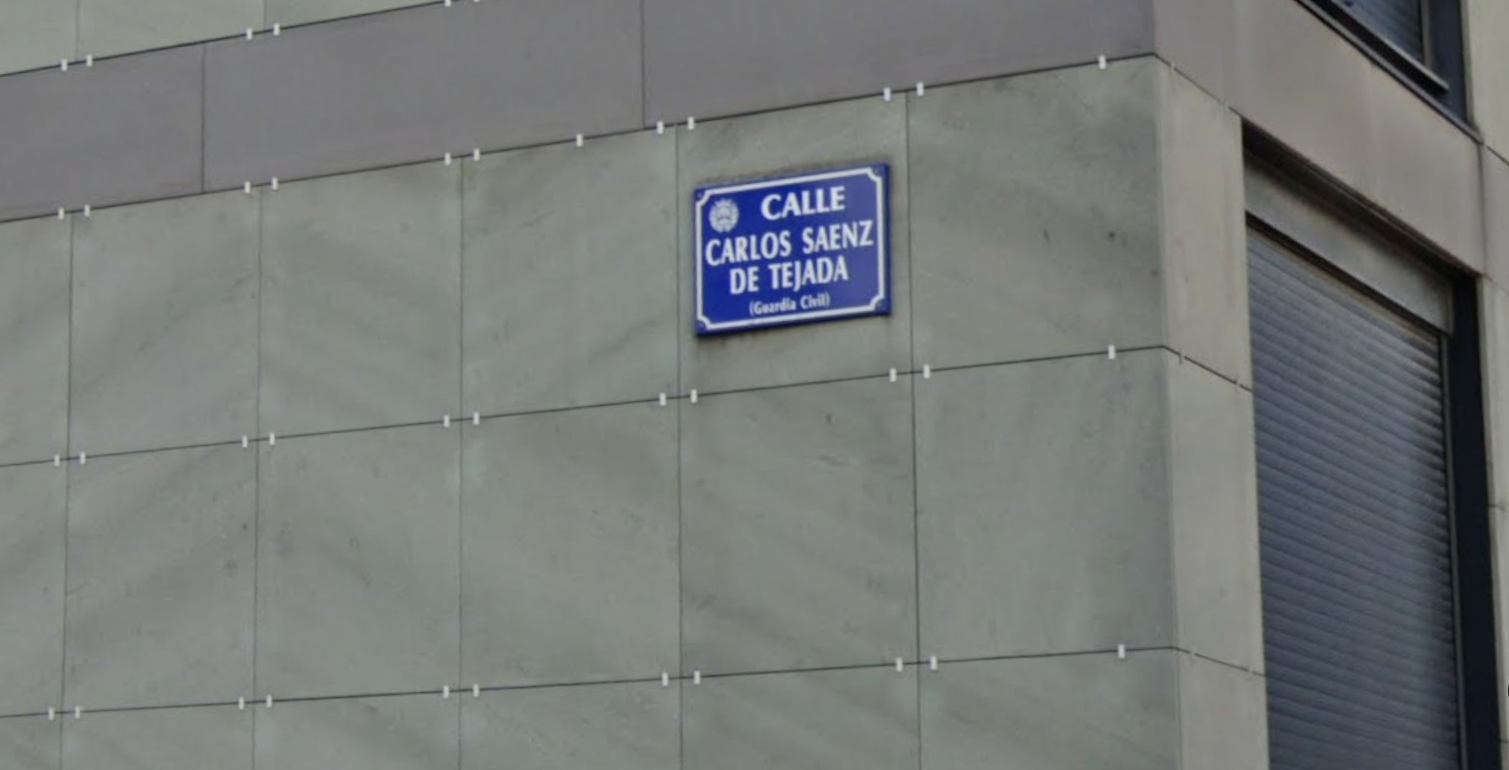 CALLE
CARLOS SAENZ
DE TEJADA
(Guardia Civil)